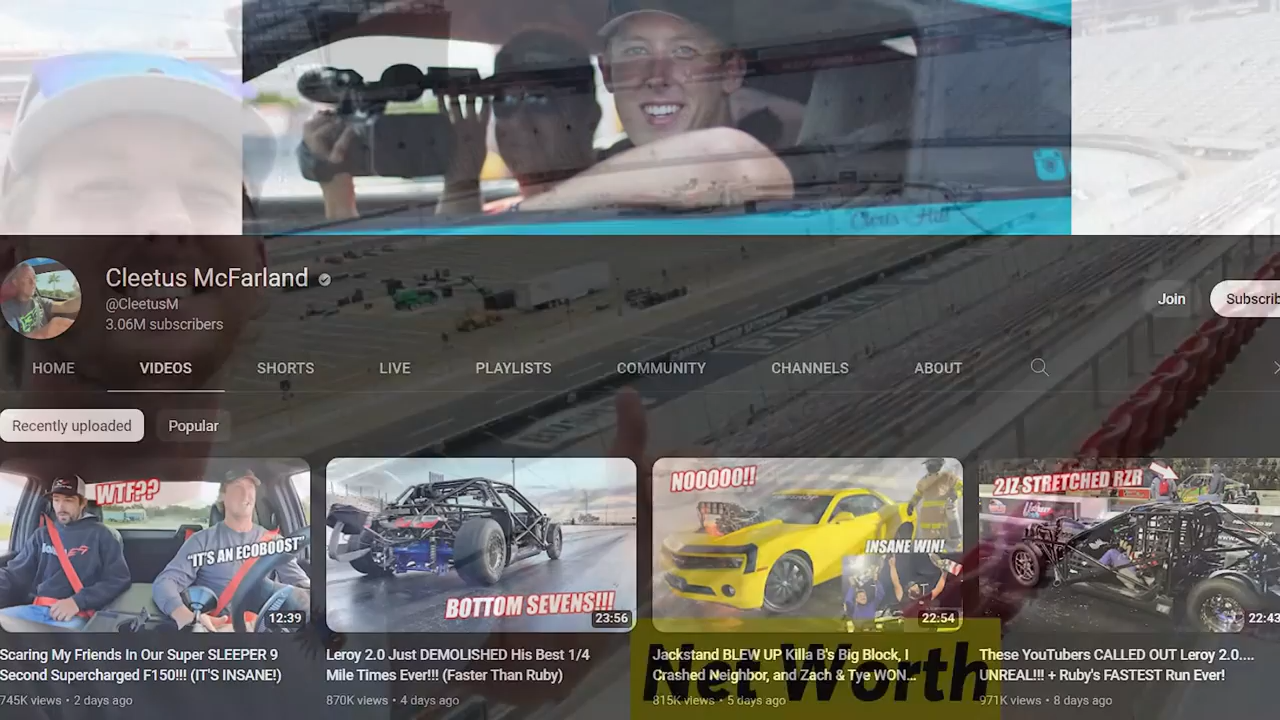 Cleetus McFarland
@CleetusM
3.06M subscribers
Join
Subscrib
HOME VIDEOS SHORTS LIVE PLAYLISTS COMMUNITY CHANNELS ABOUT
Recently uploaded Popular
WTF??
"IT'S AN ECOBOOST"
12:39
BOTTOM SEVENS!!!
23:56
NOOOOO!!
INSANE WIN!
22:54
2JZ STRETCHED RZR
22:43
Scaring My Friends In Our Super SLEEPER 9
Second Supercharged F150!!! (IT'S INSANE!)
745K views • 2 days ago
Leroy 2.0 Just DEMOLISHED His Best 1/4
Mile Times Ever!!! (Faster Than Ruby)
870K views • 4 days ago
Jackstand BLEW UP Killa B's Big Block, I
Crashed Neighbor, and Zach & Tye WON...
815K views • 5 days ago
These YouTubers CALLED OUT Leroy 2.0....
UNREAL!!! + Ruby's FASTEST Run Ever!
971K views • 8 days ago
Net Worth